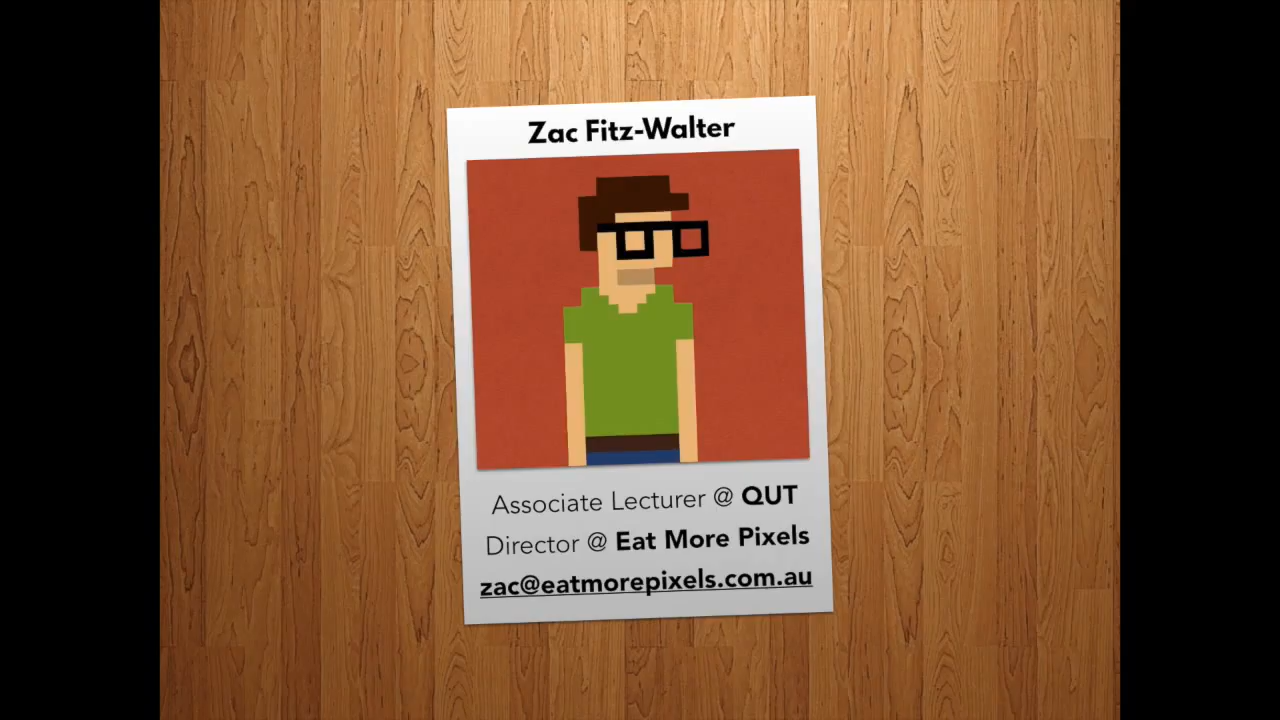 Zac Fitz-Walter
Associate Lecturer @ QUT
Director @ Eat More Pixels
zac@eatmorepixels.com.au